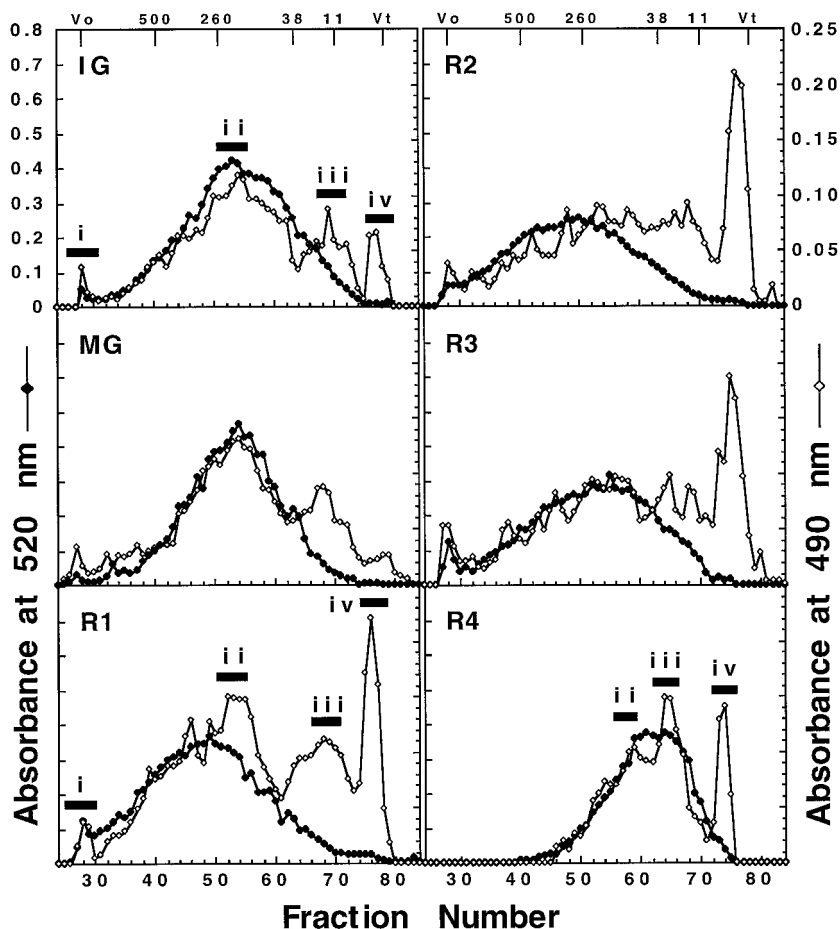 Vo 500 260 38 11 Vt
Vo 500 260 38 11 Vt
0.8
0.7
0.6
0.5
0.4
0.3
0.2
0.1
0
IG
i
ii
iii
iv
R2
0.25
0.20
0.15
0.10
0.05
0
MG
R3
R1
i
ii
iii
iv
R4
ii
iii
iv
Absorbance at 520 nm
Absorbance at 490 nm
30 40 50 60 70 80
30 40 50 60 70 80
Fraction Number